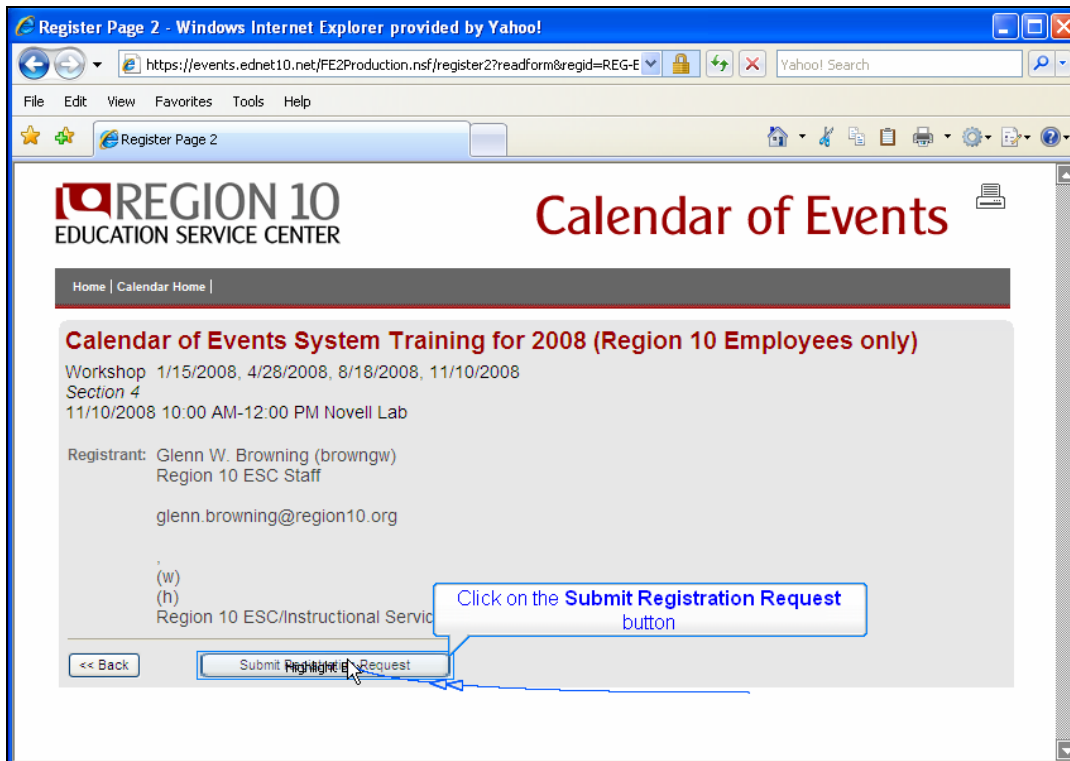 Register Page 2 - Windows Internet Explorer provided by Yahoo!
https://events.ednet10.net/FE2Production.nsf/register2?readform&regid=REG-E
Yahoo! Search
File Edit View Favorites Tools Help
Register Page 2
REGION 10
EDUCATION SERVICE CENTER
Calendar of Events
Home | Calendar Home |
Calendar of Events System Training for 2008 (Region 10 Employees only)
Workshop 1/15/2008, 4/28/2008, 8/18/2008, 11/10/2008
Section 4
11/10/2008 10:00 AM-12:00 PM Novell Lab
Registrant: Glenn W. Browning (browngw)
Region 10 ESC Staff
glenn.browning@region10.org
,
(w)
(h)
Region 10 ESC/Instructional Servic
Click on the Submit Registration Request
button
<< Back
Submit Request
Highlight